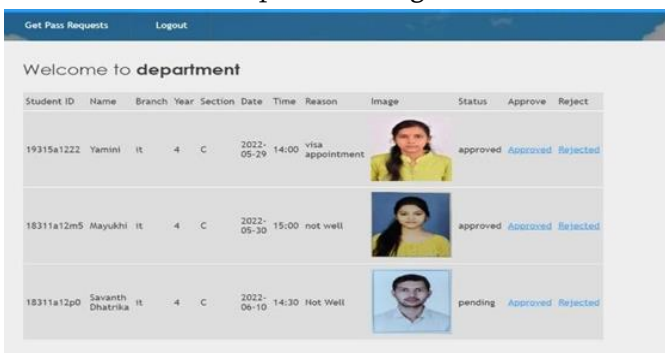 Get Pass Requests Logout
Welcome to department
Student ID Name Branch Year Section Date Time Reason Image Status Approve Reject
19315a1222 Yamini it 4 C 2022-05-29 14:00 visa appointment approved Approved Rejected
18311a12m5 Mayukhi it 4 C 2022-05-30 15:00 not well approved Approved Rejected
18311a12p0 Savanth Dhatrika it 4 C 2022-06-10 14:30 Not Well pending Approved Rejected